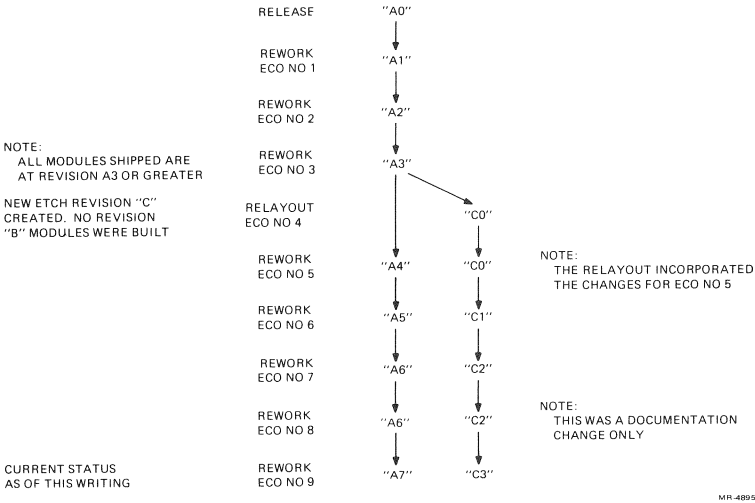 RELEASE "A0"
REWORK
ECO NO 1 "A1"
REWORK
ECO NO 2 "A2"
NOTE:
ALL MODULES SHIPPED ARE
AT REVISION A3 OR GREATER
REWORK
ECO NO 3 "A3"
NEW ETCH REVISION "C"
CREATED. NO REVISION
"B" MODULES WERE BUILT
RELAYOUT
ECO NO 4 "C0"
REWORK
ECO NO 5 "A4" "C0"
NOTE:
THE RELAYOUT INCORPORATED
THE CHANGES FOR ECO NO 5
REWORK
ECO NO 6 "A5" "C1"
REWORK
ECO NO 7 "A6" "C2"
REWORK
ECO NO 8 "A6" "C2"
NOTE:
THIS WAS A DOCUMENTATION
CHANGE ONLY
CURRENT STATUS
AS OF THIS WRITING
REWORK
ECO NO 9 "A7" "C3"
MR-4895